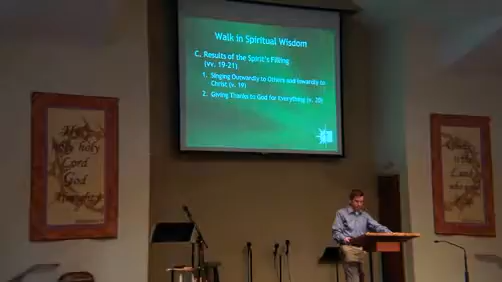 Walk in Spiritual Wisdom
C. Results of the Spirit's Filling
(vv. 19-21)
1. Singing Outwardly to Others and Inwardly to
Christ (v. 19)
2. Giving Thanks to God for Everything (v. 20)
Holy
Lord
God